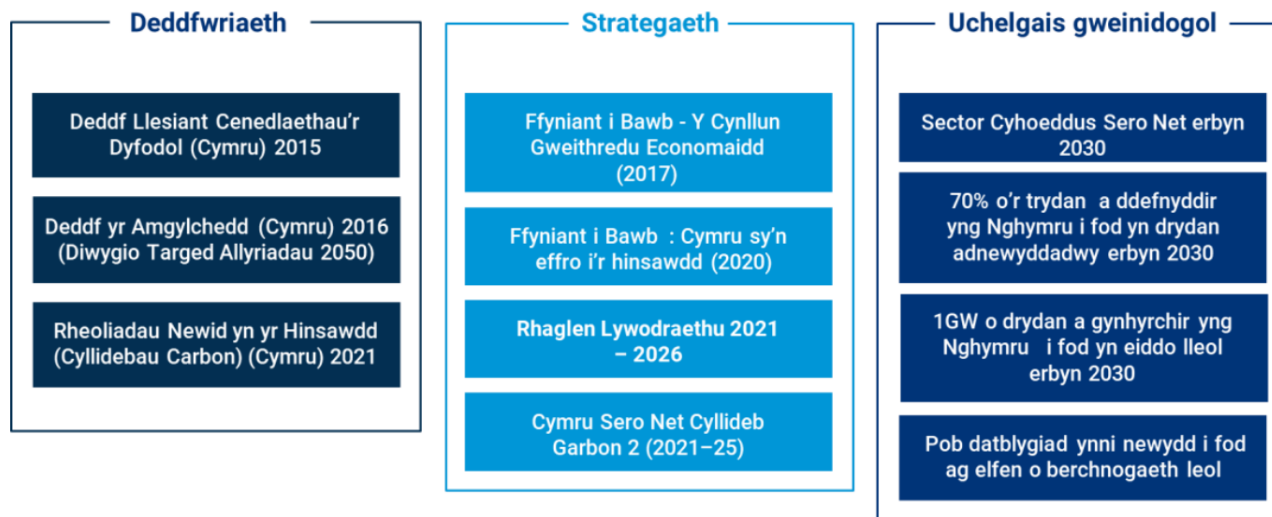 Deddfwriaeth
Deddf Llesiant Cenedlaethau'r
Dyfodol (Cymru) 2015
Deddf yr Amgylchedd (Cymru) 2016
(Diwygio Targed Allyriadau 2050)
Rheoliadau Newid yn yr Hinsawdd
(Cyllidebau Carbon) (Cymru) 2021
Strategaeth
Ffyniant i Bawb - Y Cynllun
Gweithredu Economaidd
(2017)
Ffyniant i Bawb : Cymru sy'n
effro i'r hinsawdd (2020)
Rhaglen Lywodraethu 2021
– 2026
Cymru Sero Net Cyllideb
Garbon 2 (2021–25)
Uchelgais gweinidogol
Sector Cyhoeddus Sero Net erbyn
2030
70% o'r trydan a ddefnyddir
yng Nghymru i fod yn drydan
adnewyddadwy erbyn 2030
1GW o drydan a gynhyrchir yng
Nghymru i fod yn eiddo lleol
erbyn 2030
Pob datblygiad ynni newydd i fod
ag elfen o berchnogaeth leol